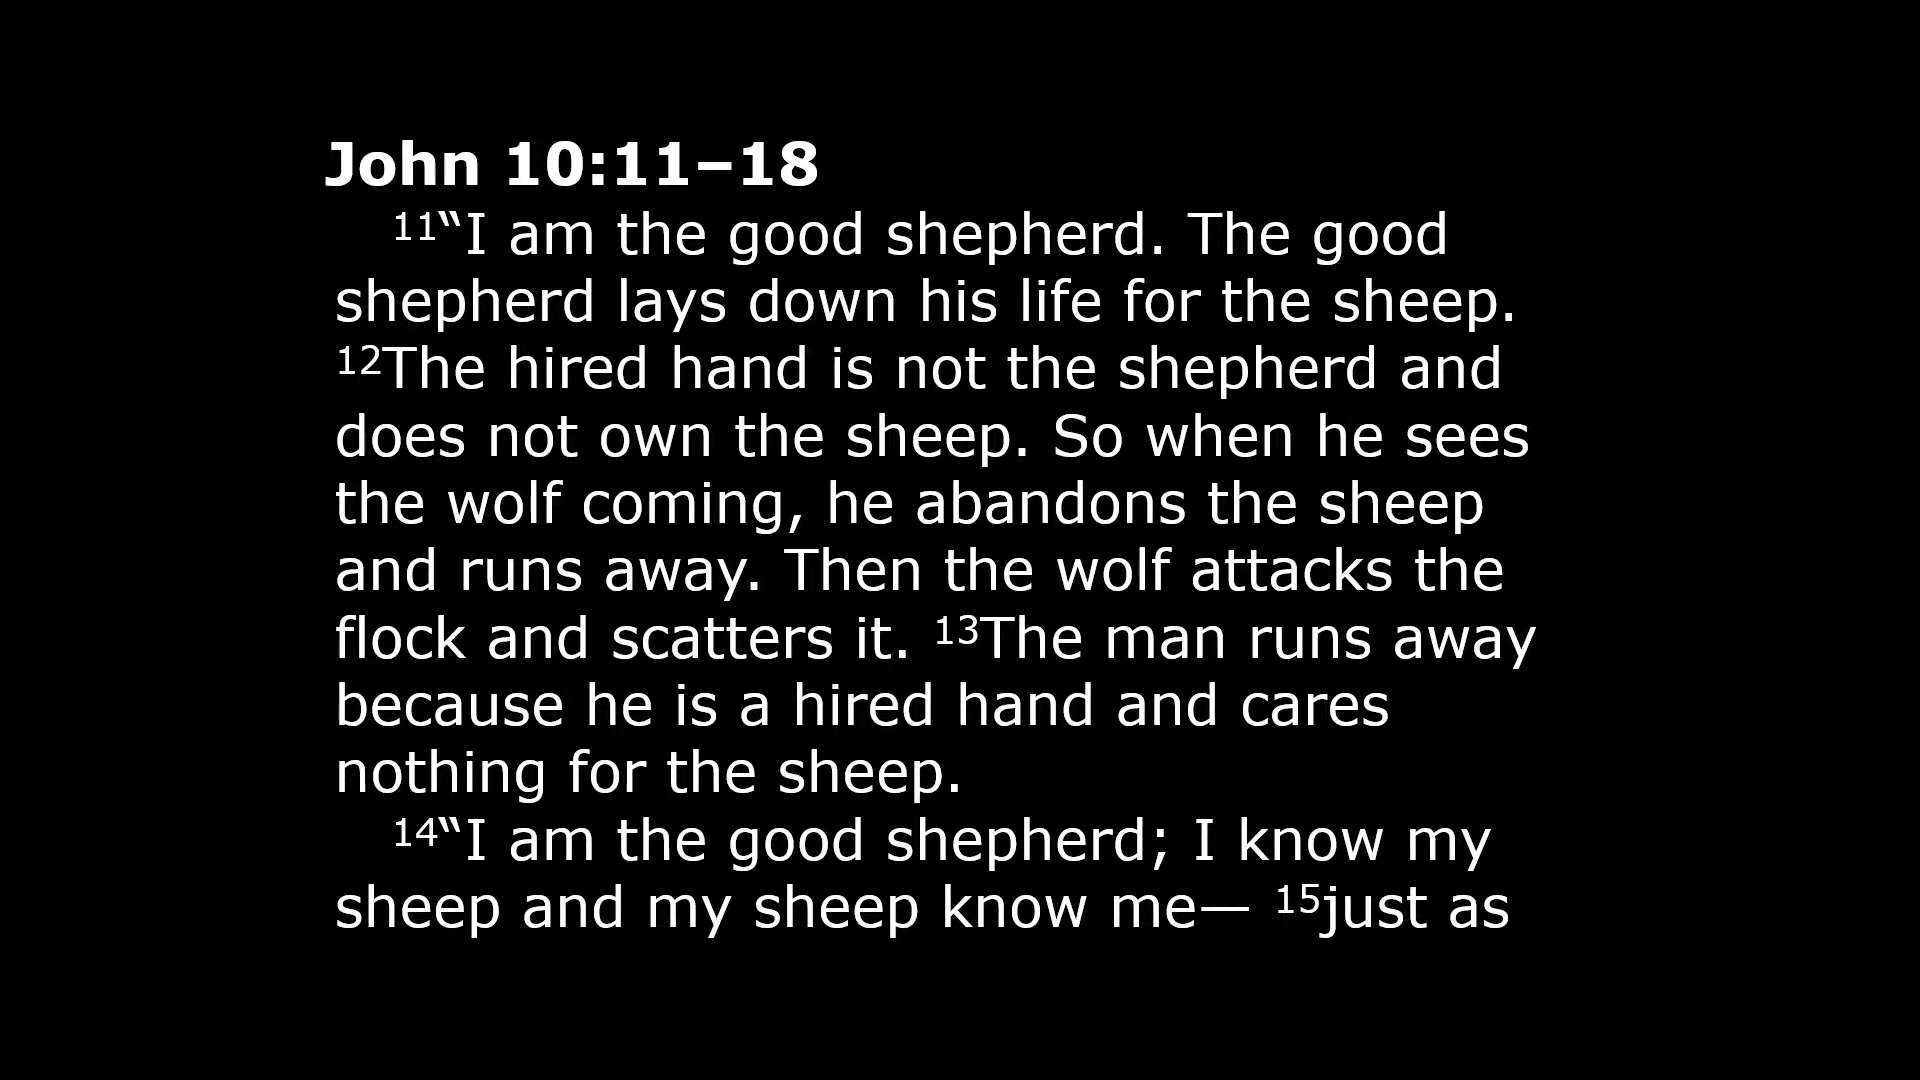 John 10:11–18
11“I am the good shepherd. The good
shepherd lays down his life for the sheep.
12The hired hand is not the shepherd and
does not own the sheep. So when he sees
the wolf coming, he abandons the sheep
and runs away. Then the wolf attacks the
flock and scatters it. 13The man runs away
because he is a hired hand and cares
nothing for the sheep.
14“I am the good shepherd; I know my
sheep and my sheep know me— 15just as